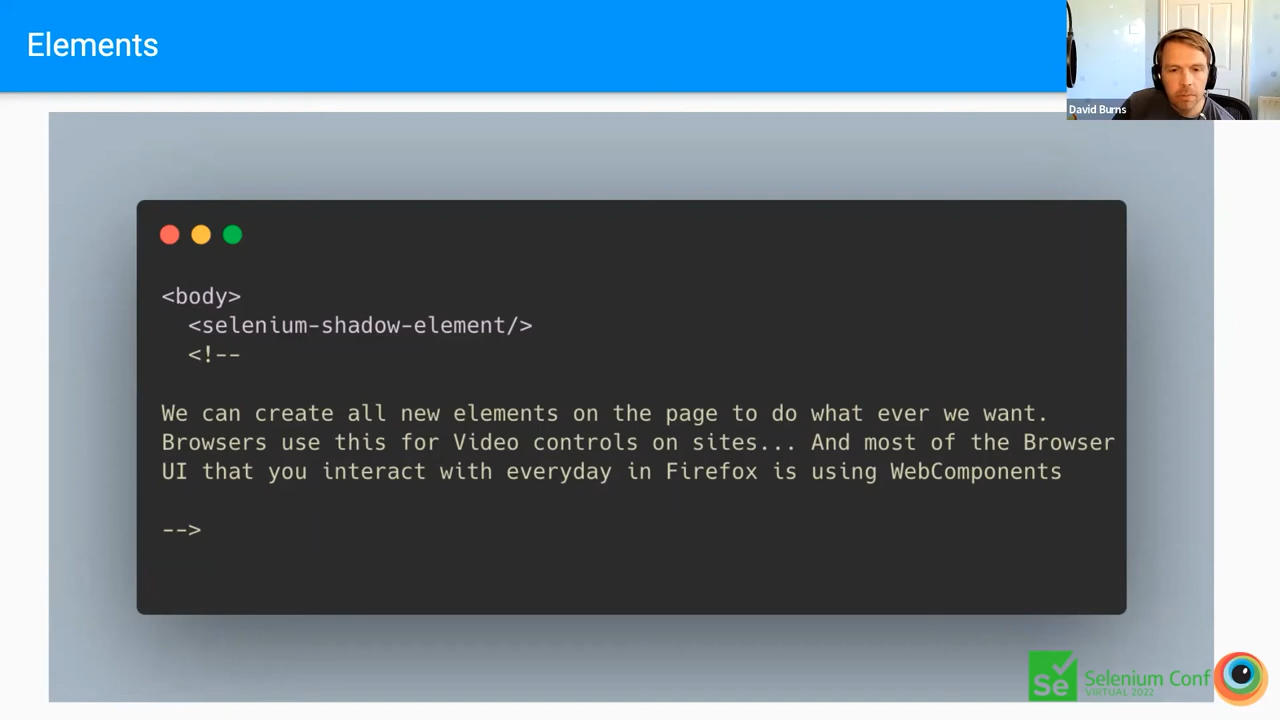 Elements
David Burns
<body>
<selenium-shadow-element/>
<!--
We can create all new elements on the page to do what ever we want.
Browsers use this for Video controls on sites... And most of the Browser
UI that you interact with everyday in Firefox is using WebComponents
-->
Se
Selenium Conf
VIRTUAL 2022